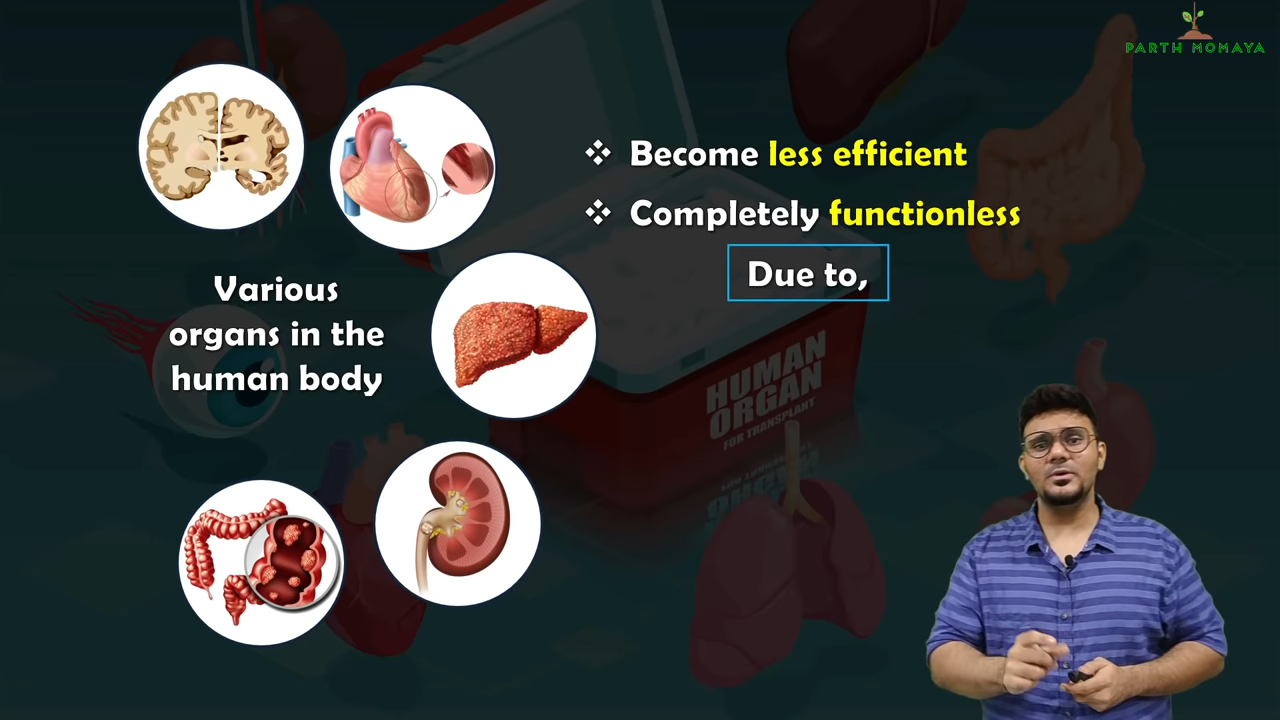 PARTH MOMAYA
Become less efficient
Completely functionless
Due to,
Various
organs in the
human body
HUMAN
ORGAN
FOR TRANSPLANT